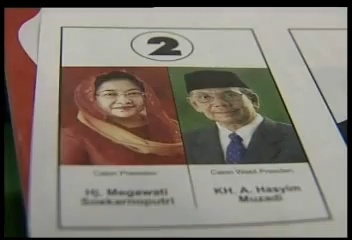 2
Calon Presiden
Calon Wakil Presiden
Hj. Megawati
Soekarnoputri
KH. A. Hasyim
Muzadi